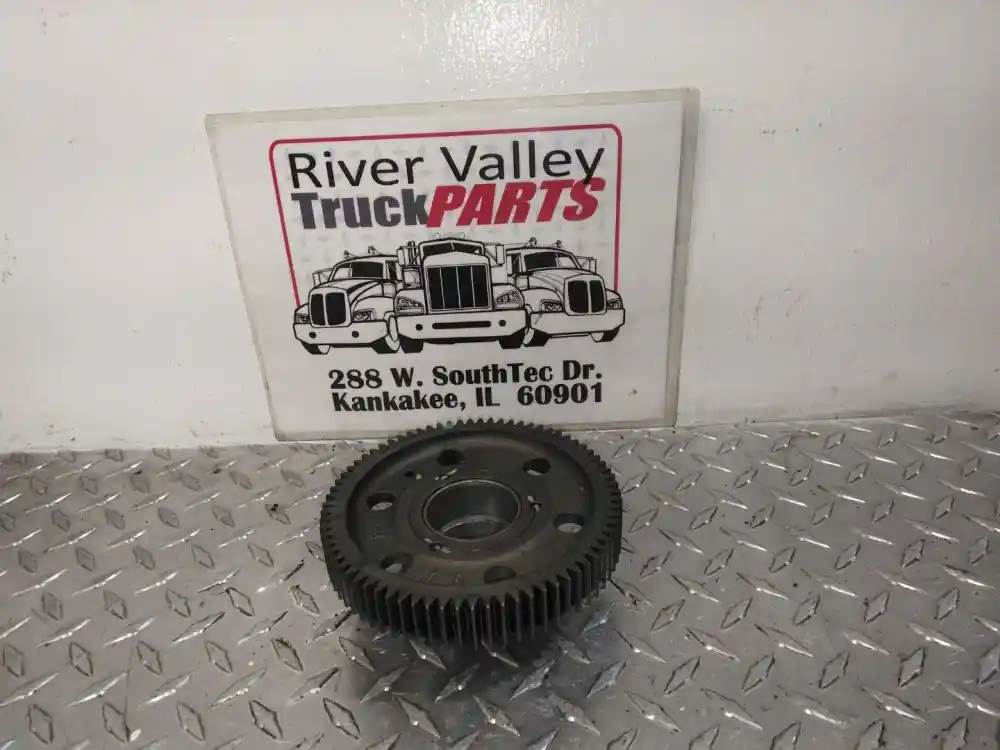 River Valley
TruckPARTS
288 W. SouthTec Dr.
Kankakee, IL 60901